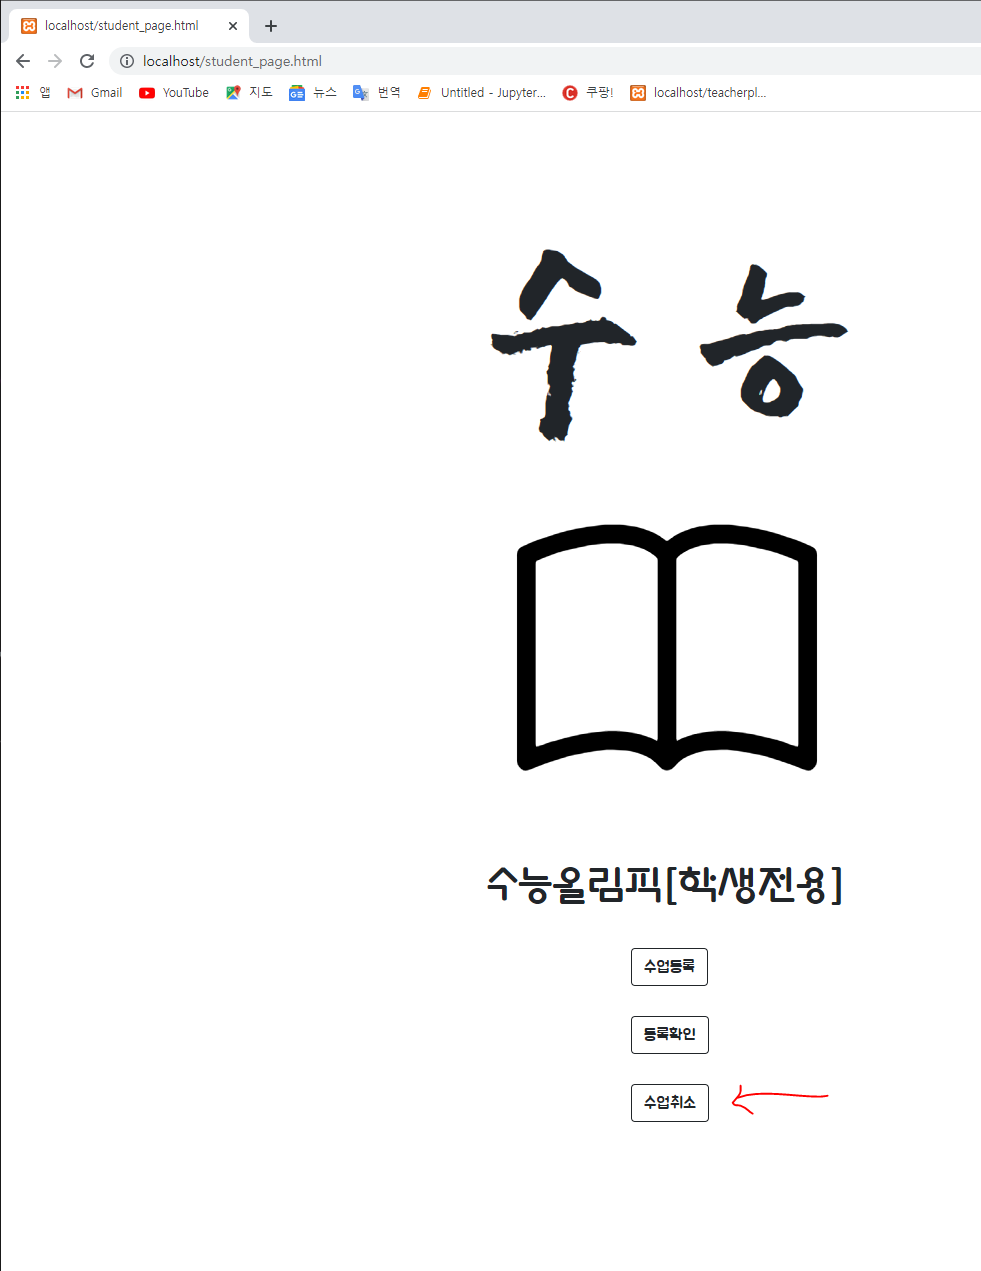 localhost/student_page.html
localhost/student_page.html
앱 Gmail YouTube 지도 뉴스 번역 Untitled - Jupyter... 쿠팡! localhost/teacherpl...
수 능
수능올림픽[학생전용]
수업등록
등록확인
수업취소